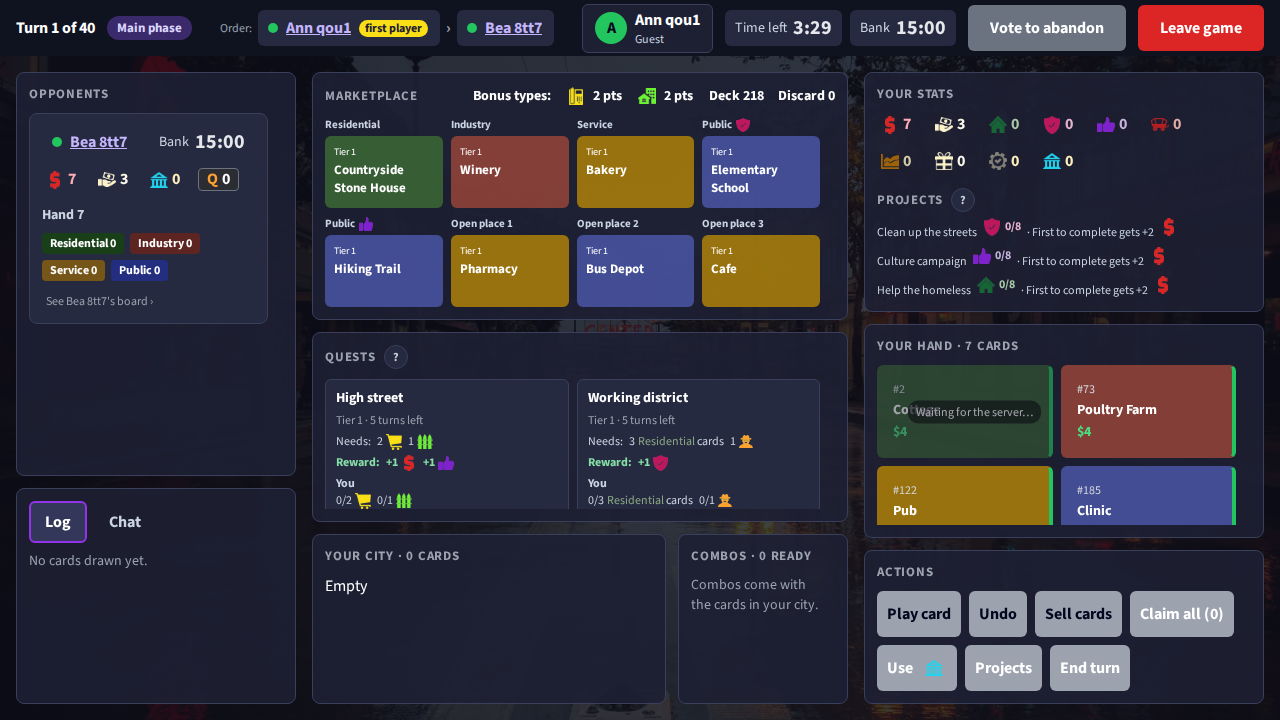 Turn 1 of 40 Main phase Order: Ann qou1 first player › Bea 8tt7 A Ann qou1 Guest Time left 3:29 Bank 15:00 Vote to abandon Leave game
OPPONENTS
Bea 8tt7 Bank 15:00
7 3 0 Q 0
Hand 7
Residential 0 Industry 0
Service 0 Public 0
See Bea 8tt7's board ›
Log Chat
No cards drawn yet.
MARKETPLACE Bonus types: 2 pts 2 pts Deck 218 Discard 0
Residential Industry Service Public
Tier 1 Tier 1 Tier 1 Tier 1
Countryside Stone House Winery Bakery Elementary School
Public Open place 1 Open place 2 Open place 3
Tier 1 Tier 1 Tier 1 Tier 1
Hiking Trail Pharmacy Bus Depot Cafe
QUESTS ?
High street
Tier 1 · 5 turns left
Needs: 2 1
Reward: +1 +1
You
0/2 0/1
Working district
Tier 1 · 5 turns left
Needs: 3 Residential cards 1
Reward: +1
You
0/3 Residential cards 0/1
YOUR CITY · 0 CARDS
Empty
COMBOS · 0 READY
Combos come with
the cards in your city.
YOUR STATS
7 3 0 0 0 0
0 0 0 0
PROJECTS ?
Clean up the streets 0/8 · First to complete gets +2
Culture campaign 0/8 · First to complete gets +2
Help the homeless 0/8 · First to complete gets +2
YOUR HAND · 7 CARDS
#2
Waiting for the server…
$4
#73
Poultry Farm
$4
#122
Pub
#185
Clinic
ACTIONS
Play card Undo Sell cards Claim all (0)
Use Projects End turn